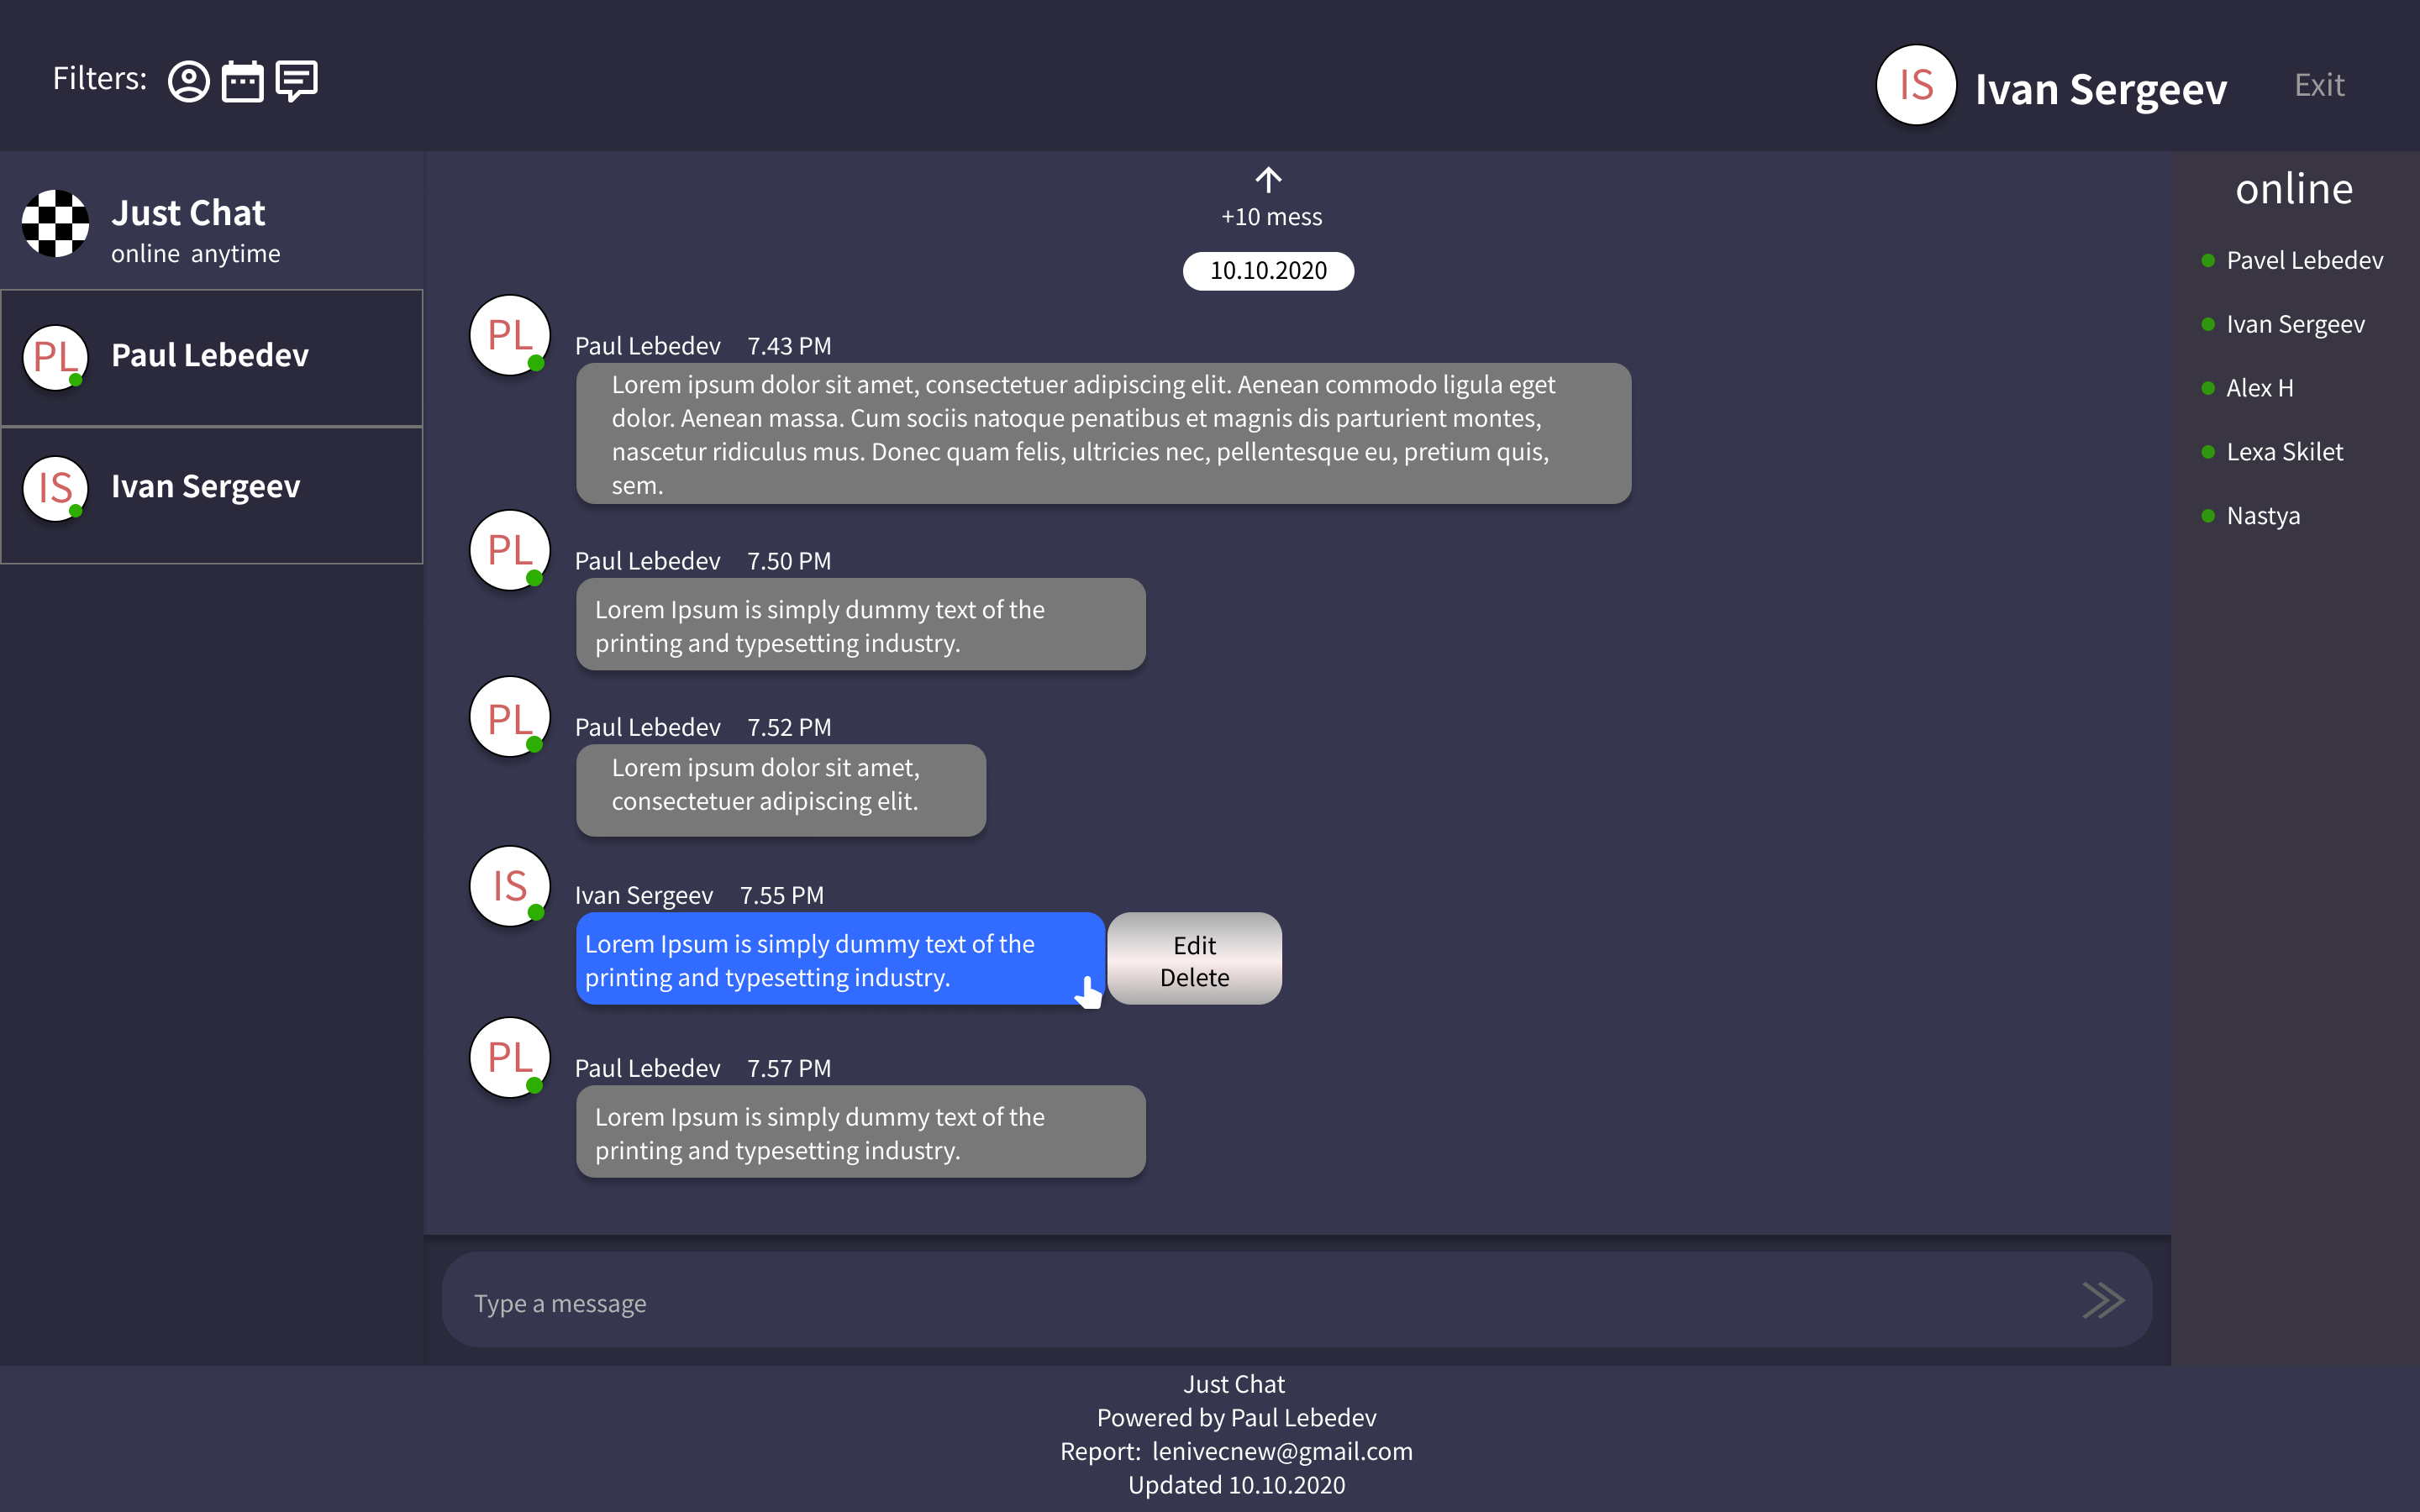 Filters:
IS
Ivan Sergeev
Exit
Just Chat
online anytime
PL
Paul Lebedev
IS
Ivan Sergeev
+10 mess
10.10.2020
PL
Paul Lebedev 7.43 PM
Lorem ipsum dolor sit amet, consectetuer adipiscing elit. Aenean commodo ligula eget
dolor. Aenean massa. Cum sociis natoque penatibus et magnis dis parturient montes,
nascetur ridiculus mus. Donec quam felis, ultricies nec, pellentesque eu, pretium quis,
sem.
PL
Paul Lebedev 7.50 PM
Lorem Ipsum is simply dummy text of the
printing and typesetting industry.
PL
Paul Lebedev 7.52 PM
Lorem ipsum dolor sit amet,
consectetuer adipiscing elit.
IS
Ivan Sergeev 7.55 PM
Lorem Ipsum is simply dummy text of the
printing and typesetting industry.
Edit
Delete
PL
Paul Lebedev 7.57 PM
Lorem Ipsum is simply dummy text of the
printing and typesetting industry.
Type a message
online
Pavel Lebedev
Ivan Sergeev
Alex H
Lexa Skilet
Nastya
Just Chat
Powered by Paul Lebedev
Report: lenivecnew@gmail.com
Updated 10.10.2020